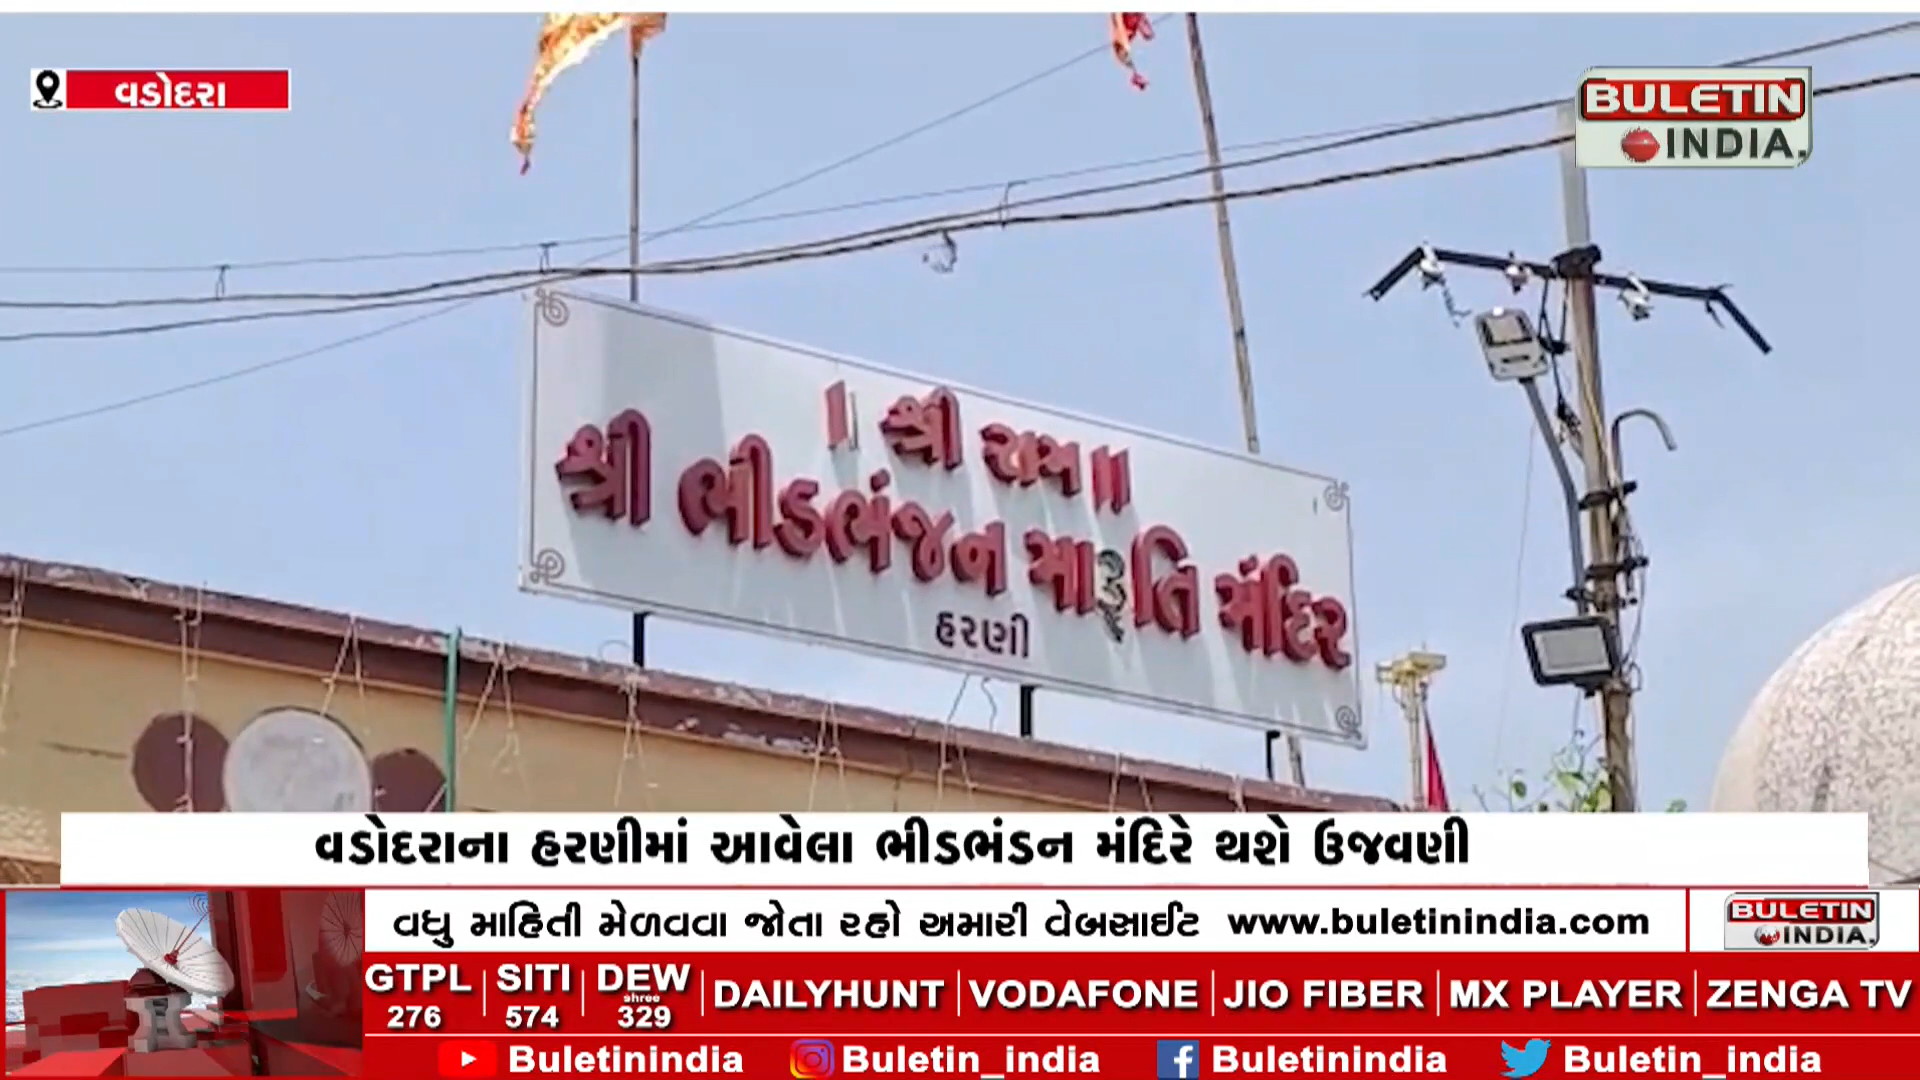 વડોદરા
BULETIN
INDIA.
॥ શ્રી રામ ॥
શ્રી ભીડભંજન મારૂતિ મંદિર
હરણી
વડોદરાના હરણીમાં આવેલા ભીડભંડન મંદિરે થશે ઉજવણી
વધુ માહિતી મેળવવા જોતા રહો અમારી વેબસાઈટ www.buletinindia.com
BULETIN
INDIA.
GTPL 276
SITI 574
DEW shree 329
DAILYHUNT
VODAFONE
JIO FIBER
MX PLAYER
ZENGA TV
Buletinindia
Buletin_india
Buletinindia
Buletin_india